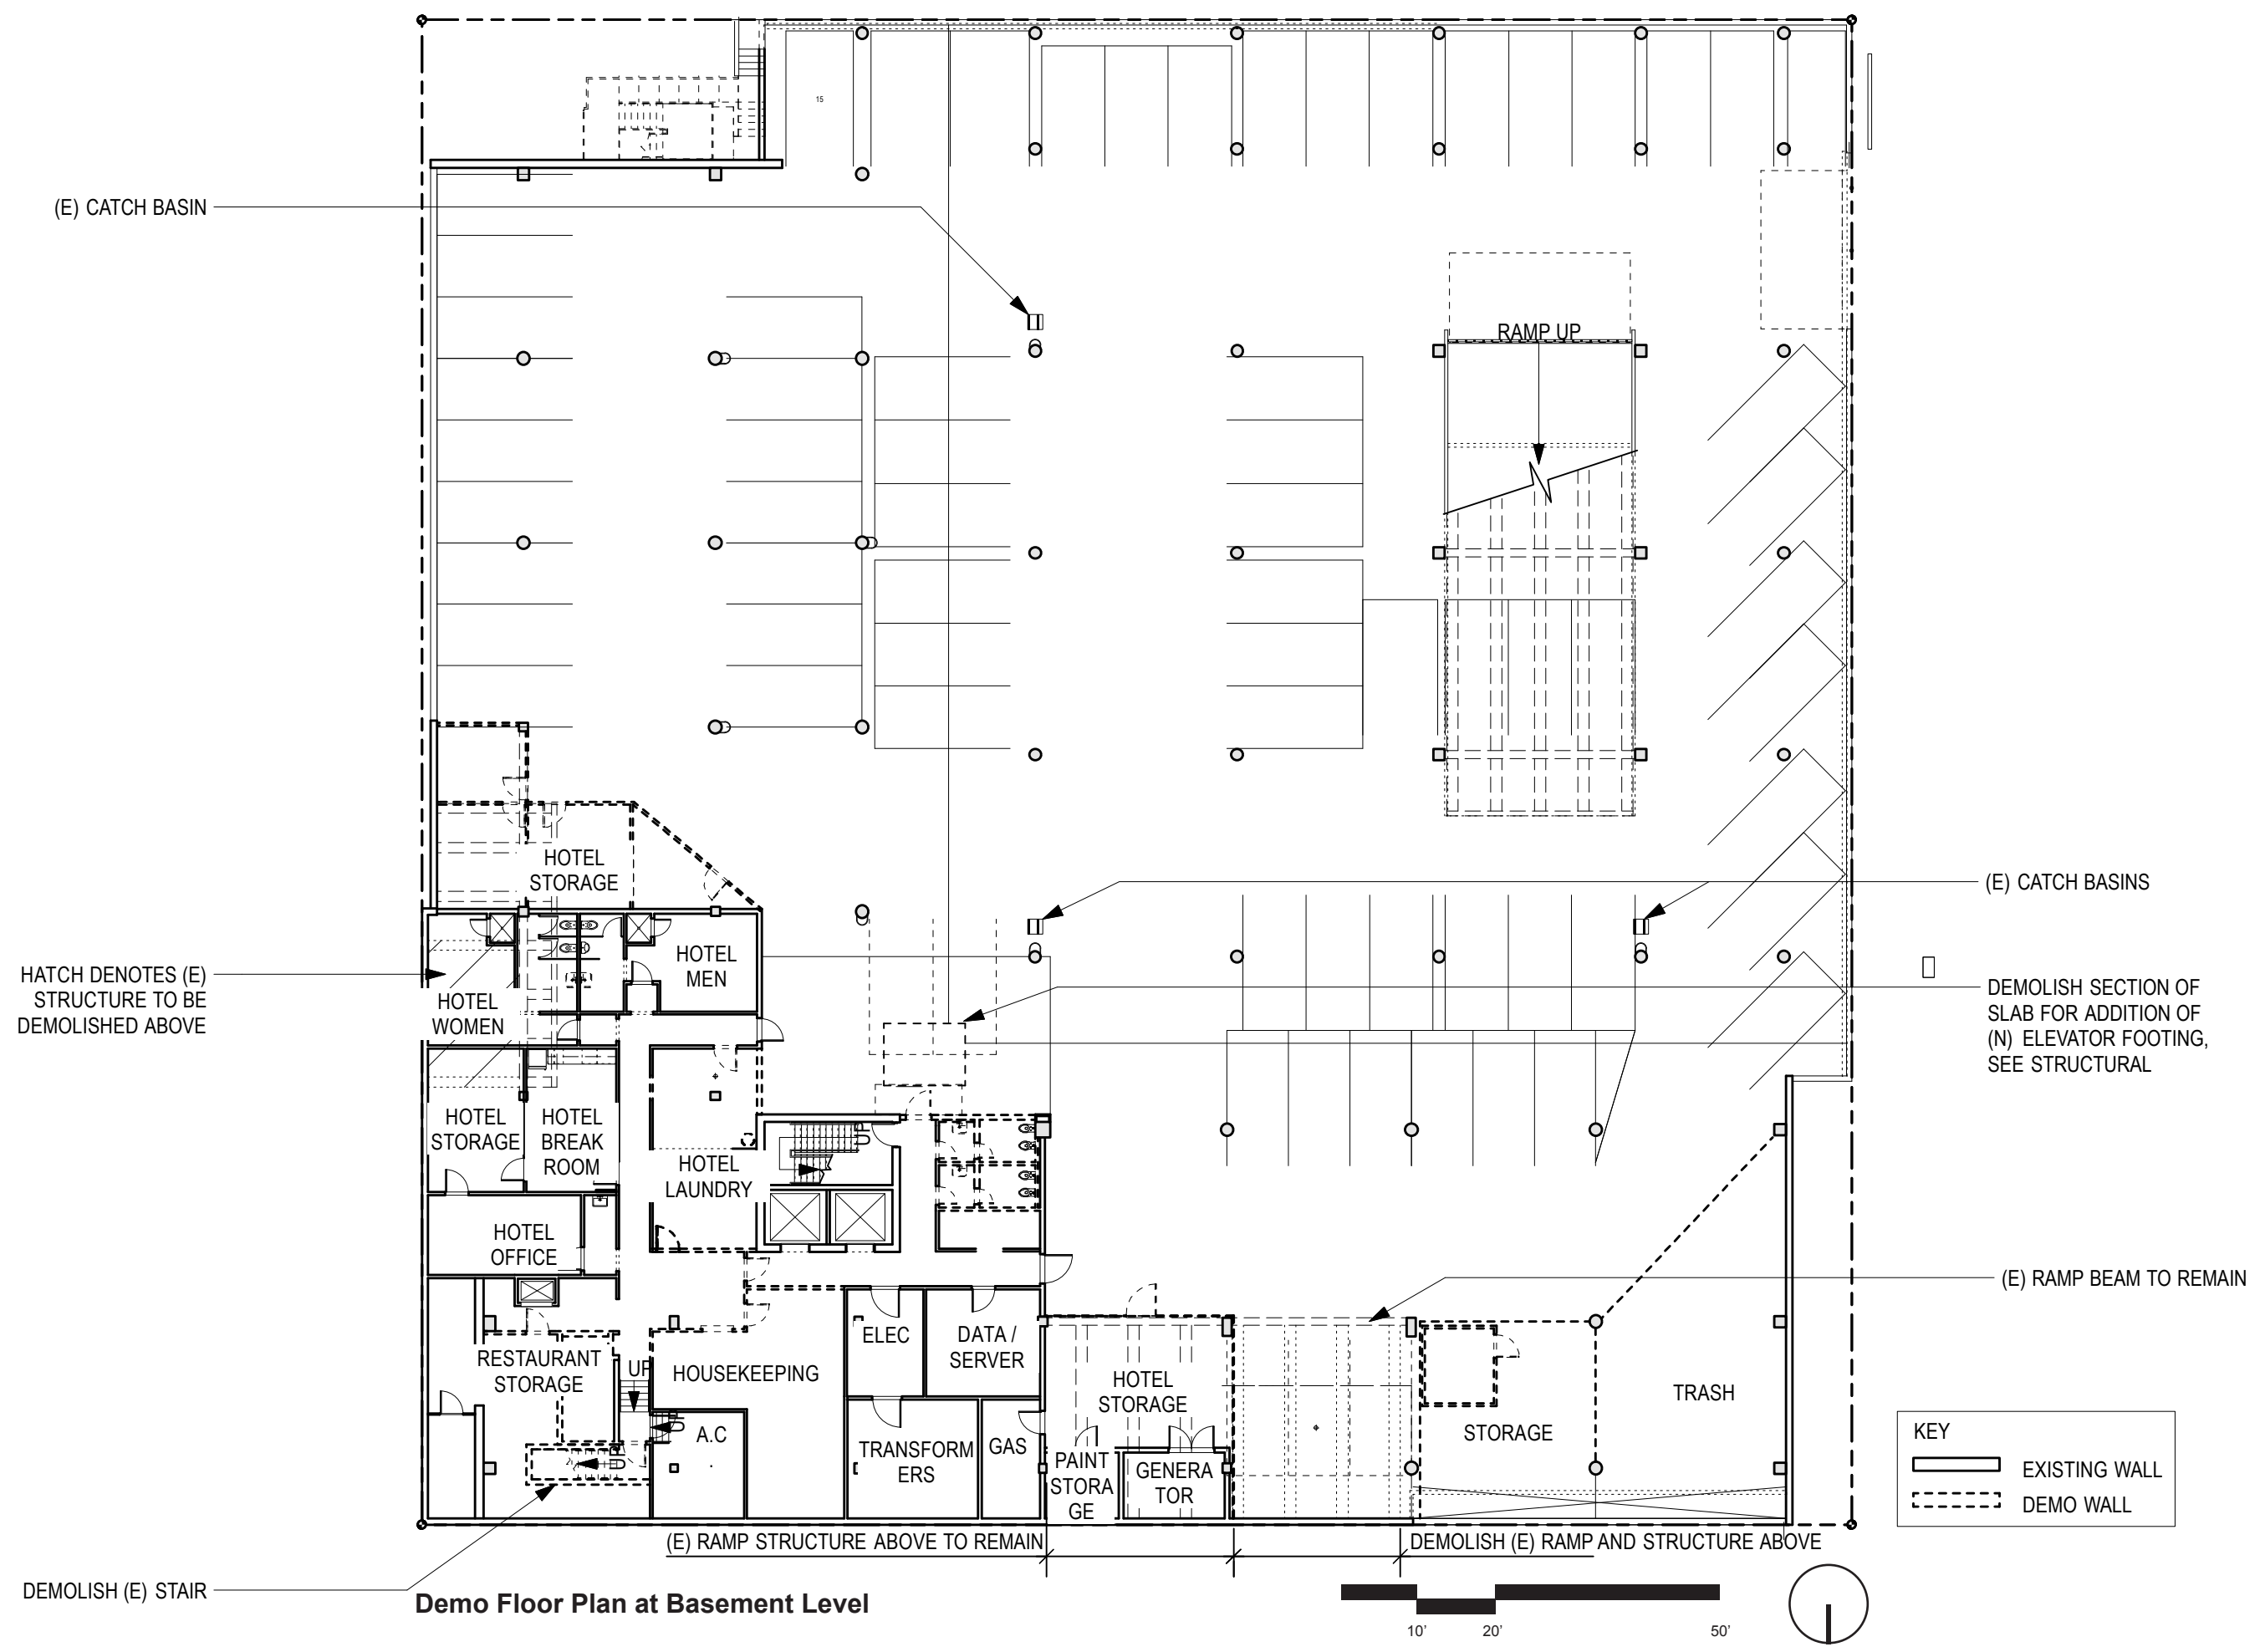 15
(E) CATCH BASIN
RAMP UP
HOTEL
STORAGE
(E) CATCH BASINS
HOTEL
MEN
HATCH DENOTES (E)
STRUCTURE TO BE
DEMOLISHED ABOVE
HOTEL
WOMEN
DEMOLISH SECTION OF
SLAB FOR ADDITION OF
(N) ELEVATOR FOOTING,
SEE STRUCTURAL
HOTEL
STORAGE
HOTEL
BREAK
ROOM
UP
HOTEL
LAUNDRY
HOTEL
OFFICE
(E) RAMP BEAM TO REMAIN
ELEC
DATA /
SERVER
RESTAURANT
STORAGE
UP
HOUSEKEEPING
HOTEL
STORAGE
TRASH
UP
A.C
STORAGE
KEY
EXISTING WALL
DEMO WALL
UP
TRANSFORM
ERS
GAS
PAINT
STORA
GE
GENERA
TOR
(E) RAMP STRUCTURE ABOVE TO REMAIN
DEMOLISH (E) RAMP AND STRUCTURE ABOVE
DEMOLISH (E) STAIR
Demo Floor Plan at Basement Level
10'
20'
50'